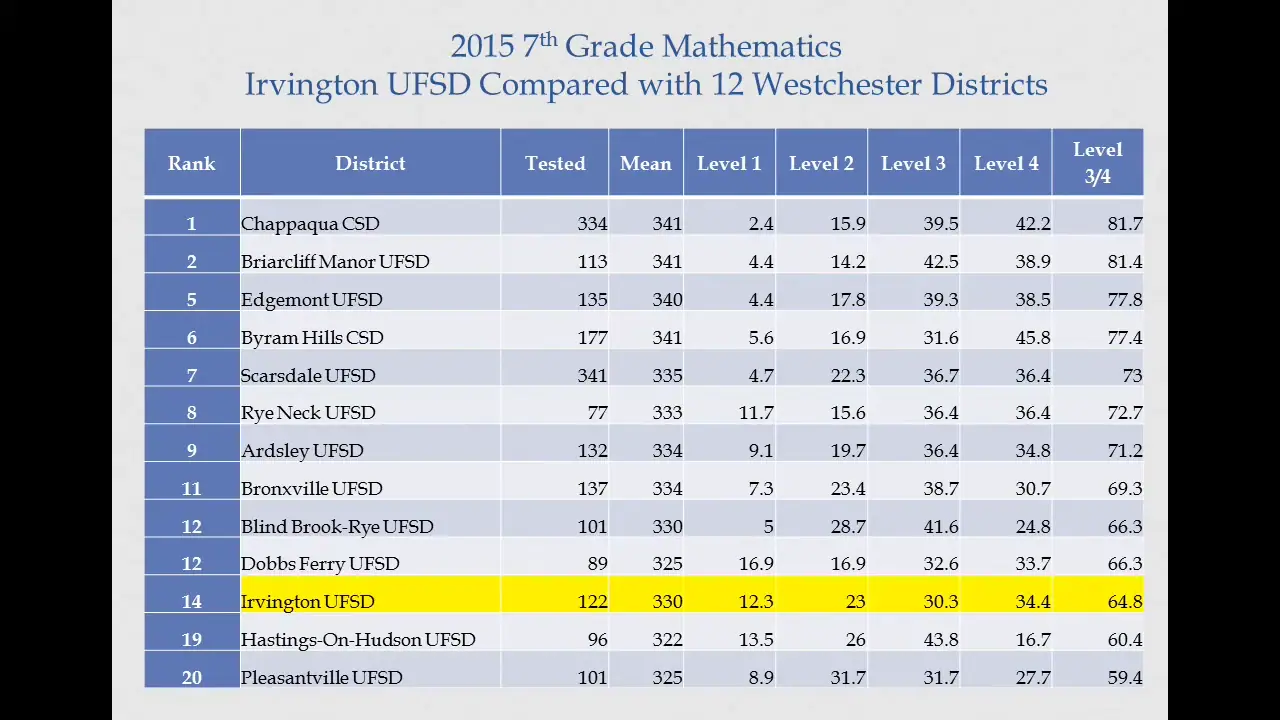 2015 7th Grade Mathematics
Irvington UFSD Compared with 12 Westchester Districts
Rank District Tested Mean Level 1 Level 2 Level 3 Level 4 Level 3/4
1 Chappaqua CSD 334 341 2.4 15.9 39.5 42.2 81.7
2 Briarcliff Manor UFSD 113 341 4.4 14.2 42.5 38.9 81.4
5 Edgemont UFSD 135 340 4.4 17.8 39.3 38.5 77.8
6 Byram Hills CSD 177 341 5.6 16.9 31.6 45.8 77.4
7 Scarsdale UFSD 341 335 4.7 22.3 36.7 36.4 73
8 Rye Neck UFSD 77 333 11.7 15.6 36.4 36.4 72.7
9 Ardsley UFSD 132 334 9.1 19.7 36.4 34.8 71.2
11 Bronxville UFSD 137 334 7.3 23.4 38.7 30.7 69.3
12 Blind Brook-Rye UFSD 101 330 5 28.7 41.6 24.8 66.3
12 Dobbs Ferry UFSD 89 325 16.9 16.9 32.6 33.7 66.3
14 Irvington UFSD 122 330 12.3 23 30.3 34.4 64.8
19 Hastings-On-Hudson UFSD 96 322 13.5 26 43.8 16.7 60.4
20 Pleasantville UFSD 101 325 8.9 31.7 31.7 27.7 59.4